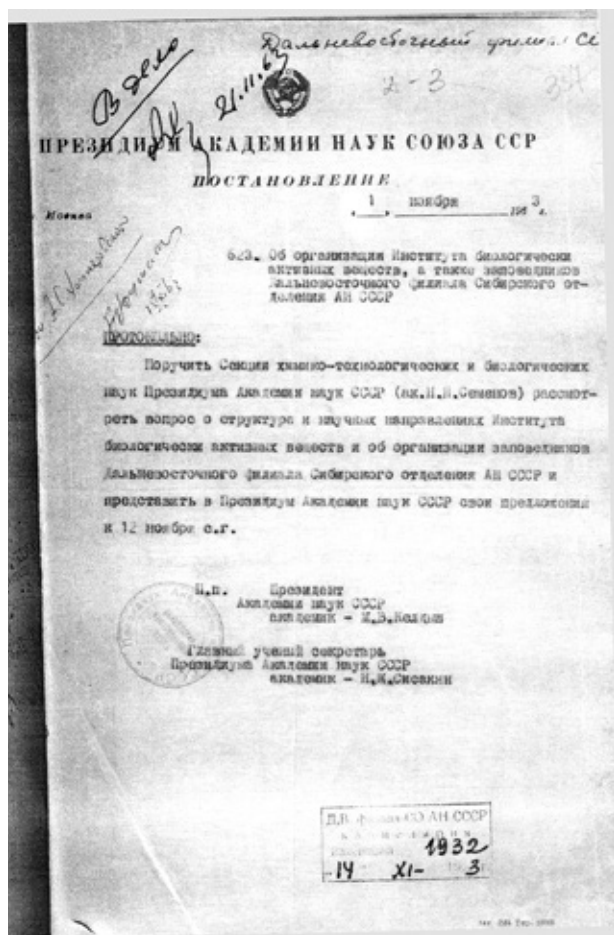 Дальневосточный филиал СО
В дело
21.11.63
2-3
ПРЕЗИДИУМ АКАДЕМИИ НАУК СОЮЗА ССР
ПОСТАНОВЛЕНИЕ
1 ноября 1963 г.
Москва
623. Об организации Института биологически
активных веществ, а также заповедников
Дальневосточного филиала Сибирского от-
деления АН СССР
ПРОТОКОЛЬНО:
Поручить Секции химико-технологических и биологических
наук Президиума Академии наук СССР (ак.Н.Н.Семенов) рассмот-
реть вопрос о структуре и научных направлениях Института
биологически активных веществ и об организации заповедников
Дальневосточного филиала Сибирского отделения АН СССР и
представить в Президиум Академии наук СССР свои предложения
к 12 ноября с.г.
П.п. Президент
Академии наук СССР
академик - М.В.Келдыш
Главный ученый секретарь
Президиума Академии наук СССР
академик - Н.М.Сисакян
Д.В. филиал СО АН СССР
1932
14 XI- 3